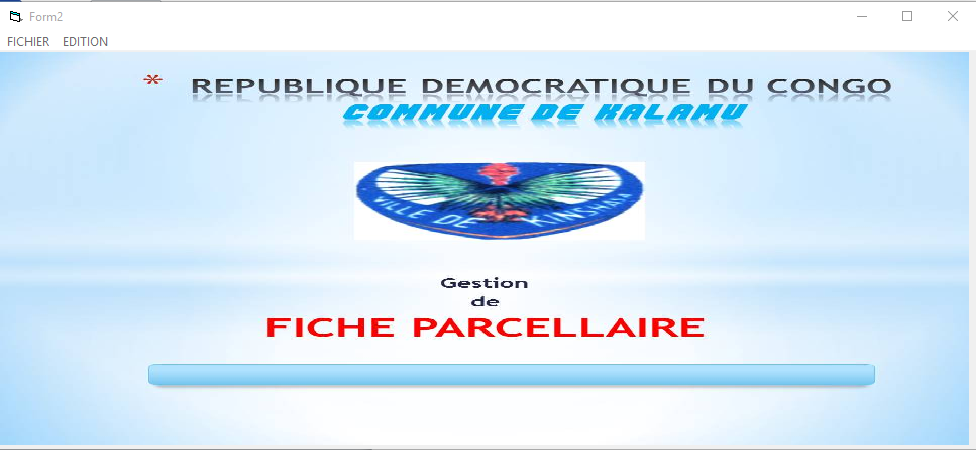 Form2
FICHIER EDITION
* REPUBLIQUE DEMOCRATIQUE DU CONGO
COMMUNE DE KALAMU
VILLE DE KINSHASA
Gestion
de
FICHE PARCELLAIRE